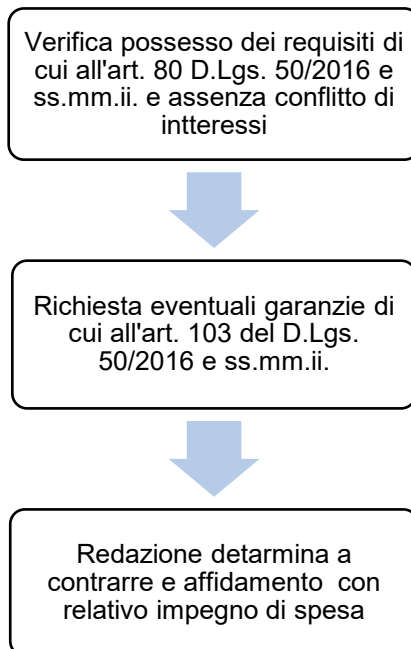 Verifica possesso dei requisiti di
cui all'art. 80 D.Lgs. 50/2016 e
ss.mm.ii. e assenza conflitto di
intteressi
Richiesta eventuali garanzie di
cui all'art. 103 del D.Lgs.
50/2016 e ss.mm.ii.
Redazione detarmina a
contrarre e affidamento con
relativo impegno di spesa